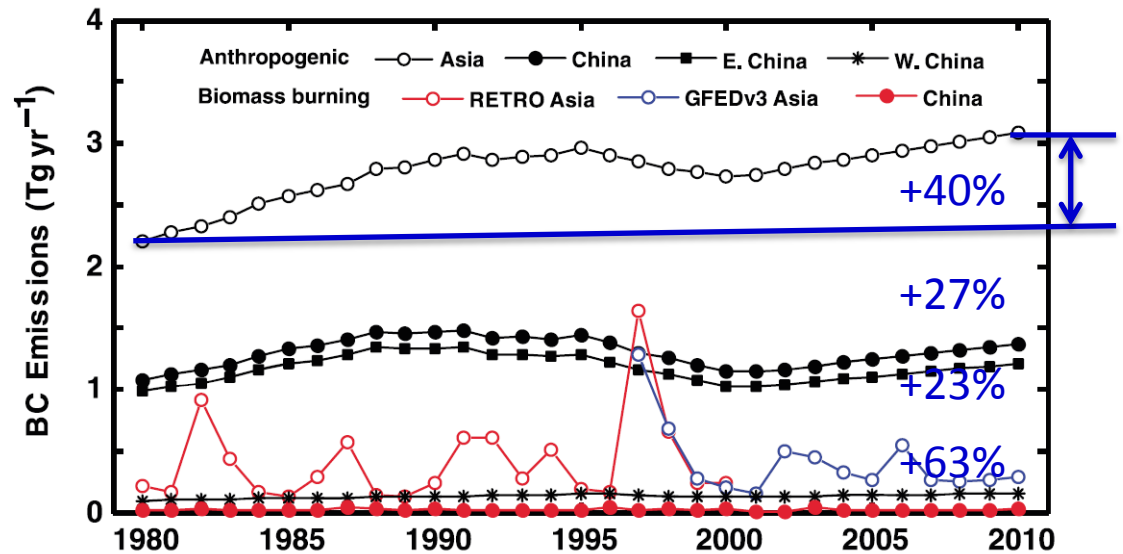 4
3
2
1
0
BC Emissions (Tg yr⁻¹)
Anthropogenic Asia China E. China W. China
Biomass burning RETRO Asia GFEDv3 Asia China
+40%
+27%
+23%
+63%
1980 1985 1990 1995 2000 2005 2010